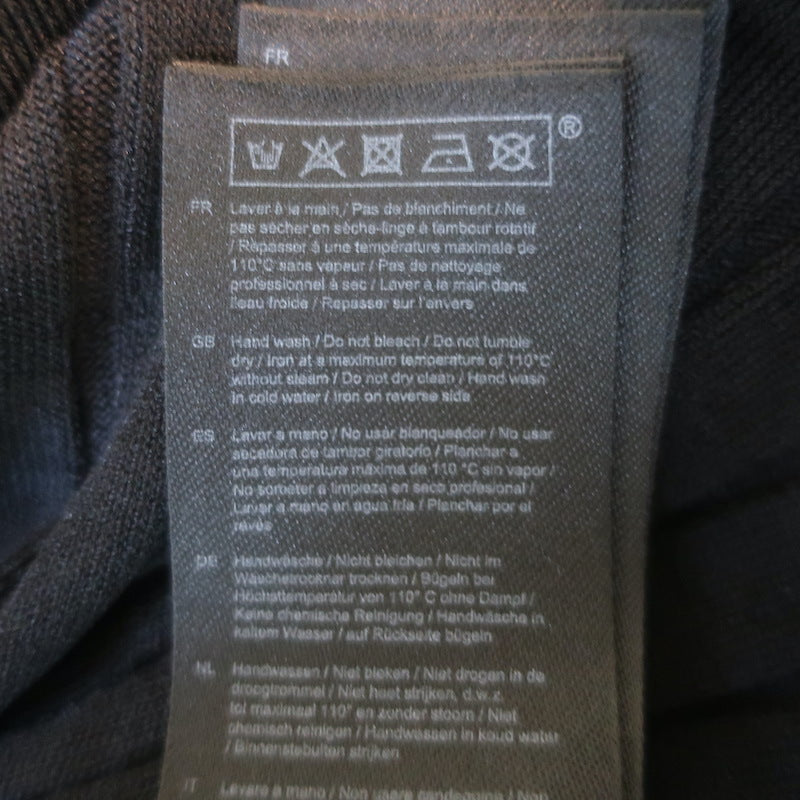 FR
®
FR Laver à la main / Pas de blanchiment / Ne
pas sécher en sèche-linge à tambour rotatif
/ Repasser à une température maximale de
110°C sans vapeur / Pas de nettoyage
professionnel à sec / Laver à la main dans
l'eau froide / Repasser sur l'envers
GB Hand wash / Do not bleach / Do not tumble
dry / Iron at a maximum temperature of 110°C
without steam / Do not dry clean / Hand wash
in cold water / Iron on reverse side
ES Lavar a mano / No usar blanqueador / No usar
secadora de tambor giratorio / Planchar a
una temperatura máxima de 110 °C sin vapor /
No someter a limpieza en seco profesional /
Lavar a mano en agua fría / Planchar por el
revés
DE Handwäsche / Nicht bleichen / Nicht im
Wäschetrockner trocknen / Bügeln bei
Höchsttemperatur von 110° C ohne Dampf /
Keine chemische Reinigung / Handwäsche in
kaltem Wasser / auf Rückseite bügeln
NL Handwassen / Niet bleken / Niet drogen in de
droogtrommel / Niet heet strijken, d.w.z.
tot maximaal 110° en zonder stoom / Niet
chemisch reinigen / Handwassen in koud water
/ Binnenstebuiten strijken
IT Lavare a mano / Non usare candeggina / Non